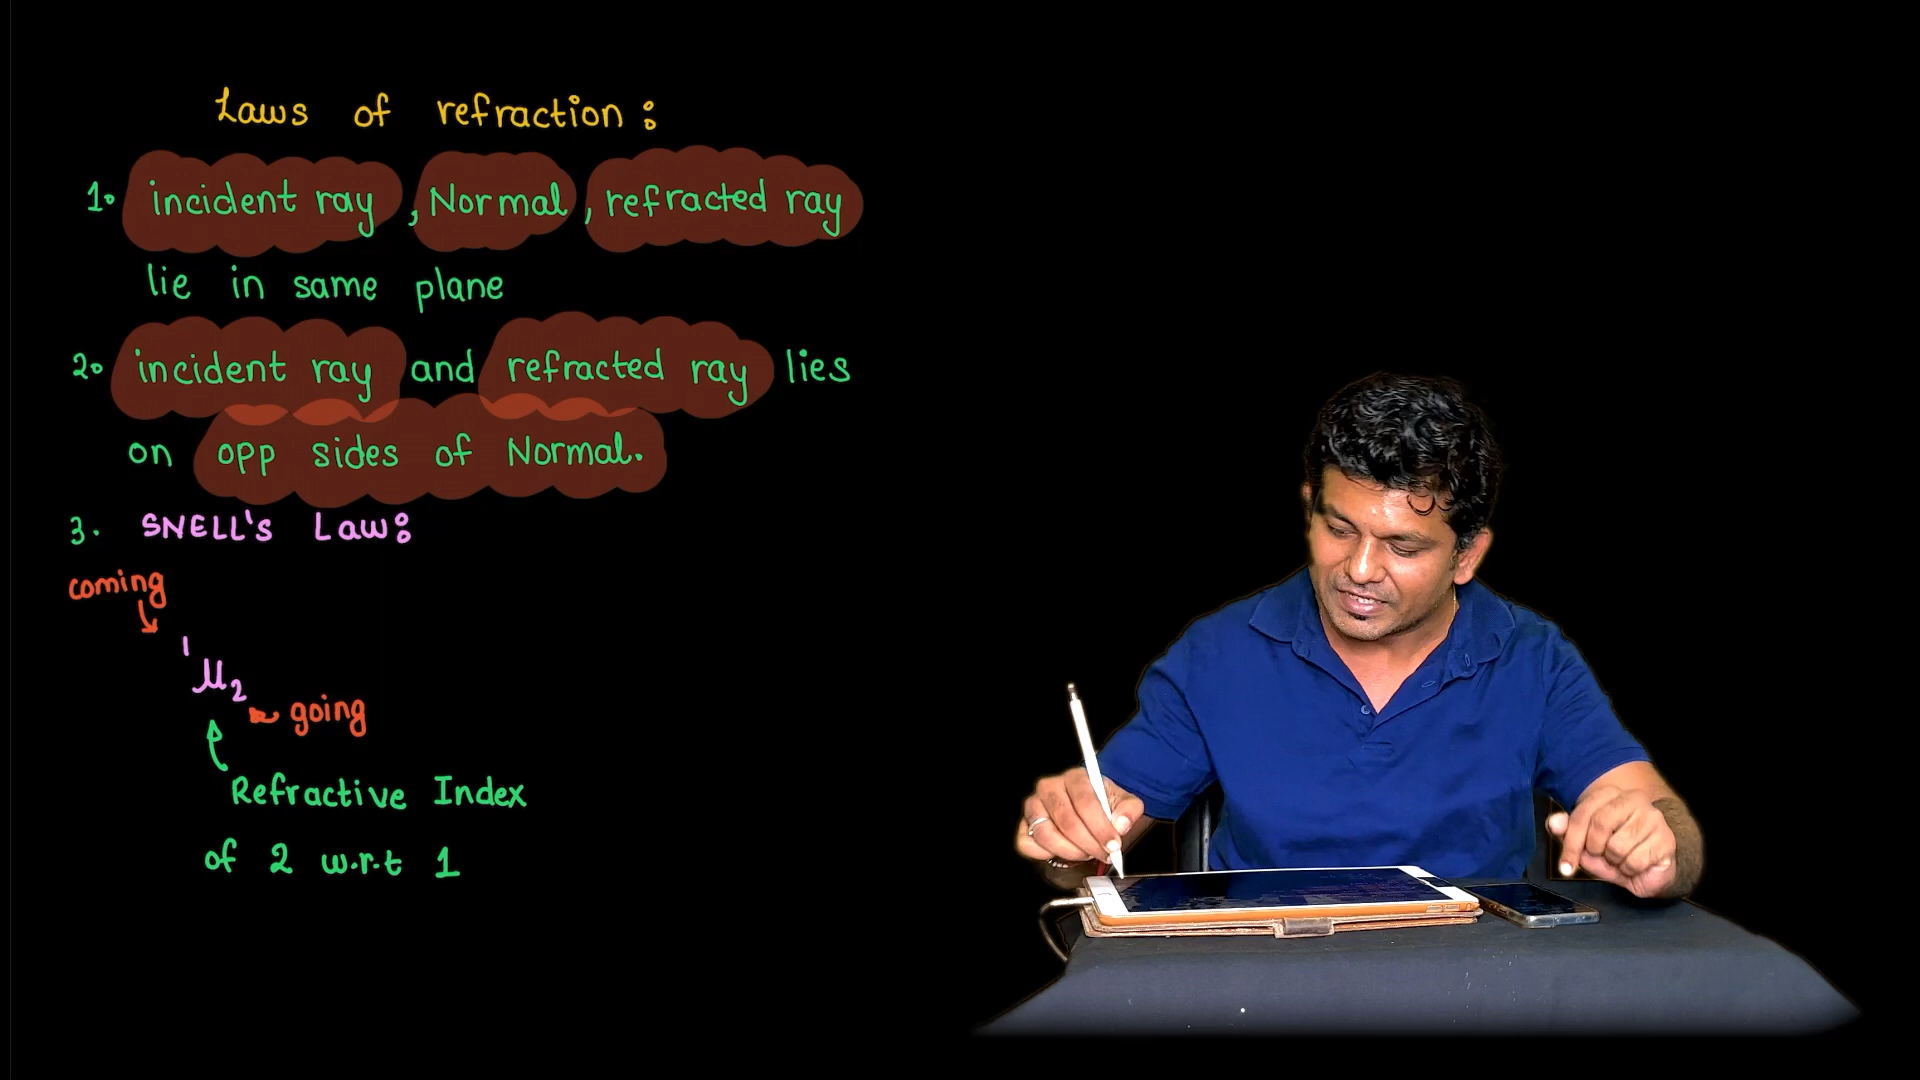 Laws of refraction:
1. incident ray, Normal, refracted ray
lie in same plane
2. incident ray and refracted ray lies
on opp sides of Normal.
3. SNELL's Law:
coming
¹μ₂
going
Refractive Index
of 2 w.r.t 1